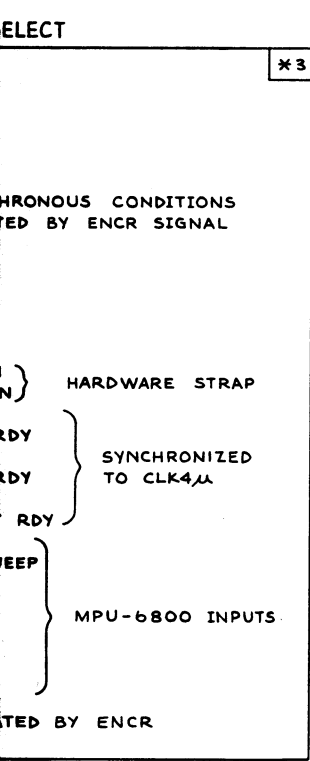 ELECT
*3
HRONOUS CONDITIONS
TED BY ENCR SIGNAL
N
HARDWARE STRAP
RDY
SYNCHRONIZED
RDY
TO CLK4µ
RDY
EEP
MPU-6800 INPUTS
ATED BY ENCR